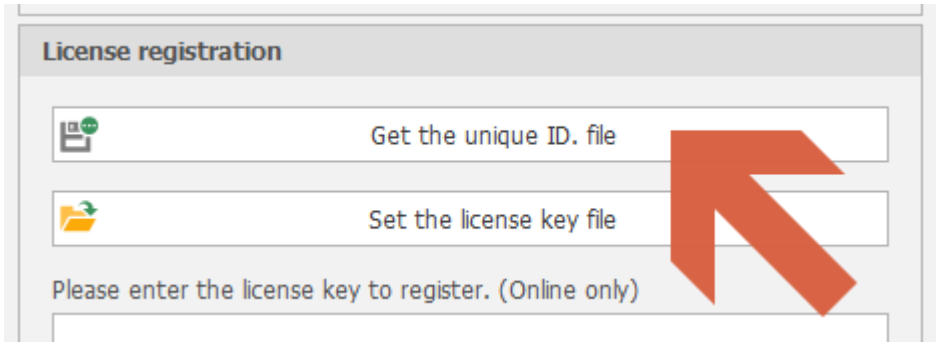 License registration
Get the unique ID. file
Set the license key file
Please enter the license key to register. (Online only)